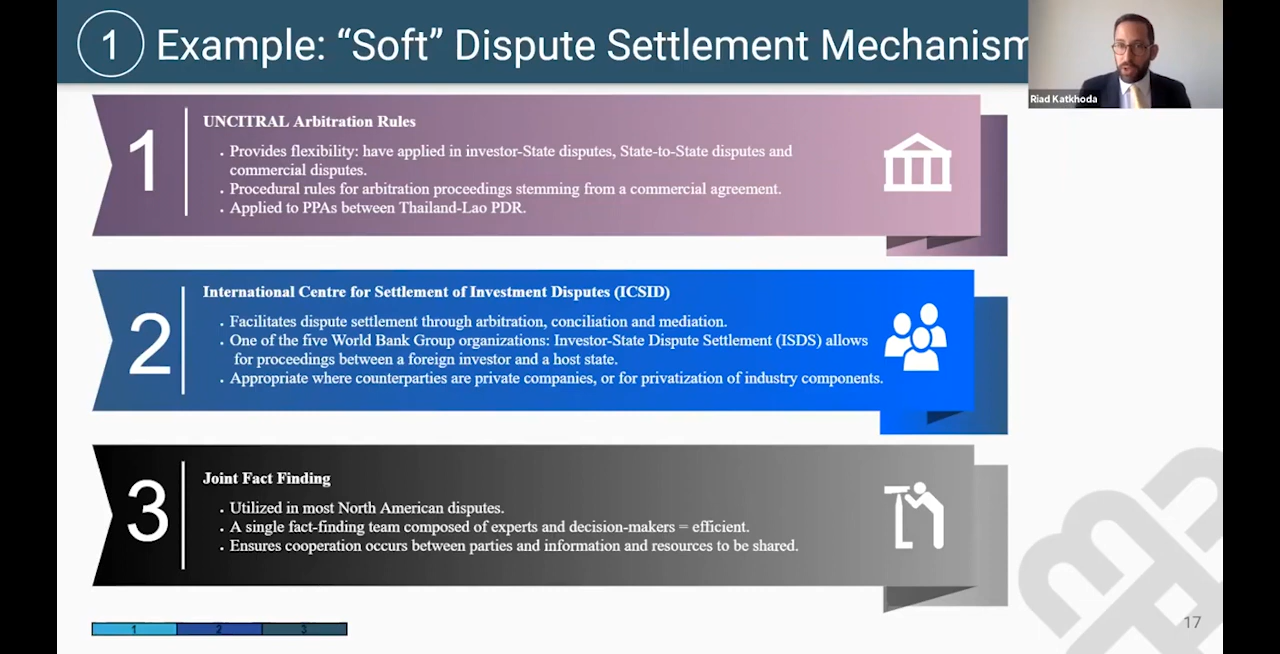 1 Example: “Soft” Dispute Settlement Mechanism
Riad Katkhoda
1
UNCITRAL Arbitration Rules
. Provides flexibility: have applied in investor-State disputes, State-to-State disputes and
commercial disputes.
. Procedural rules for arbitration proceedings stemming from a commercial agreement.
. Applied to PPAs between Thailand-Lao PDR.
2
International Centre for Settlement of Investment Disputes (ICSID)
. Facilitates dispute settlement through arbitration, conciliation and mediation.
. One of the five World Bank Group organizations: Investor-State Dispute Settlement (ISDS) allows
for proceedings between a foreign investor and a host state.
. Appropriate where counterparties are private companies, or for privatization of industry components.
3
Joint Fact Finding
. Utilized in most North American disputes.
. A single fact-finding team composed of experts and decision-makers = efficient.
. Ensures cooperation occurs between parties and information and resources to be shared.
1 2 3
17